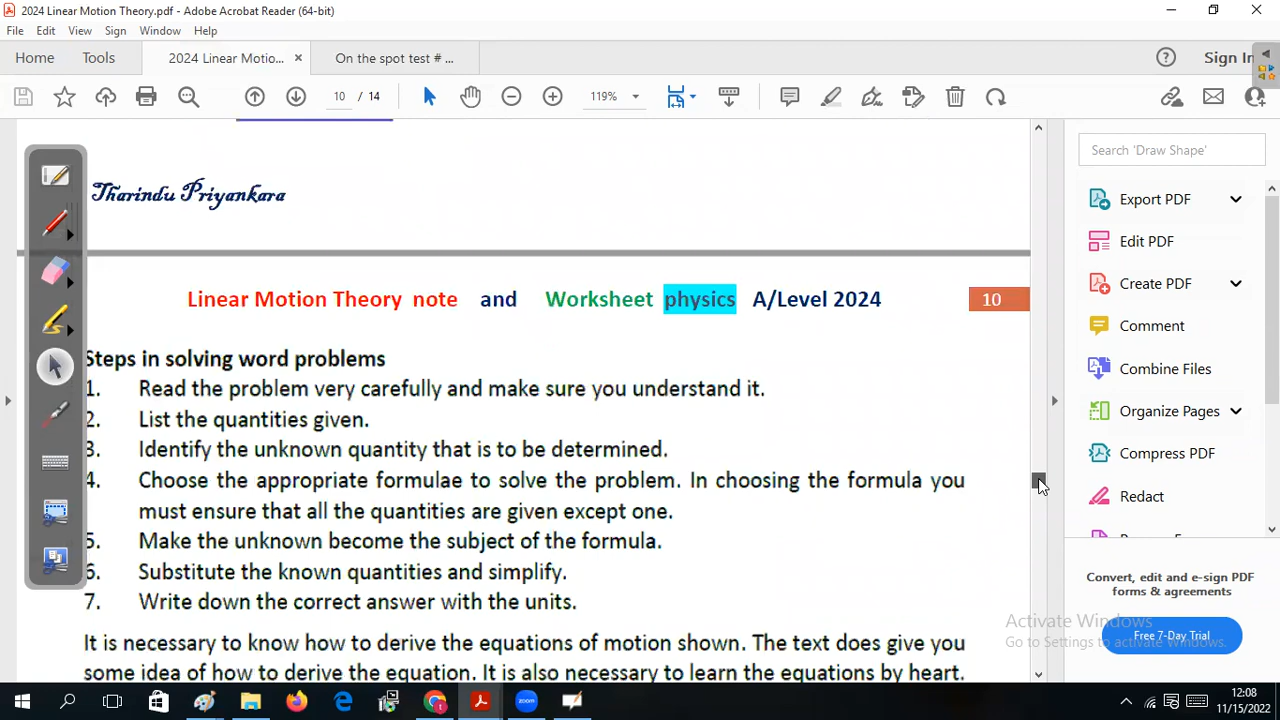 2024 Linear Motion Theory.pdf - Adobe Acrobat Reader (64-bit)
File Edit View Sign Window Help
Home Tools 2024 Linear Motio... × On the spot test # ... Sign In
10 / 14 119%
Search 'Draw Shape'
Tharindu Priyankara
Export PDF
Edit PDF
Create PDF
Comment
Combine Files
Organize Pages
Compress PDF
Redact
Linear Motion Theory note and Worksheet physics A/Level 2024 10
Steps in solving word problems
1. Read the problem very carefully and make sure you understand it.
2. List the quantities given.
3. Identify the unknown quantity that is to be determined.
4. Choose the appropriate formulae to solve the problem. In choosing the formula you
must ensure that all the quantities are given except one.
5. Make the unknown become the subject of the formula.
6. Substitute the known quantities and simplify.
7. Write down the correct answer with the units.
It is necessary to know how to derive the equations of motion shown. The text does give you
some idea of how to derive the equation. It is also necessary to learn the equations by heart.
Convert, edit and e-sign PDF
forms & agreements
Free 7-Day Trial
Activate Windows
Go to Settings to activate Windows.
zoom
12:08
11/15/2022